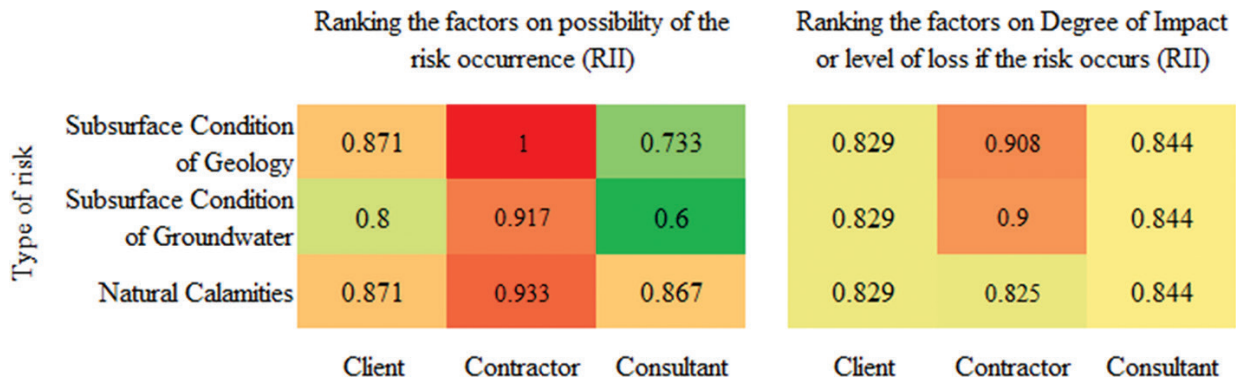 Ranking the factors on possibility of the
risk occurrence (RII)
Ranking the factors on Degree of Impact
or level of loss if the risk occurs (RII)
Type of risk
Subsurface Condition
of Geology
0.871 1 0.733 0.829 0.908 0.844
Subsurface Condition
of Groundwater
0.8 0.917 0.6 0.829 0.9 0.844
Natural Calamities 0.871 0.933 0.867 0.829 0.825 0.844
Client Contractor Consultant Client Contractor Consultant